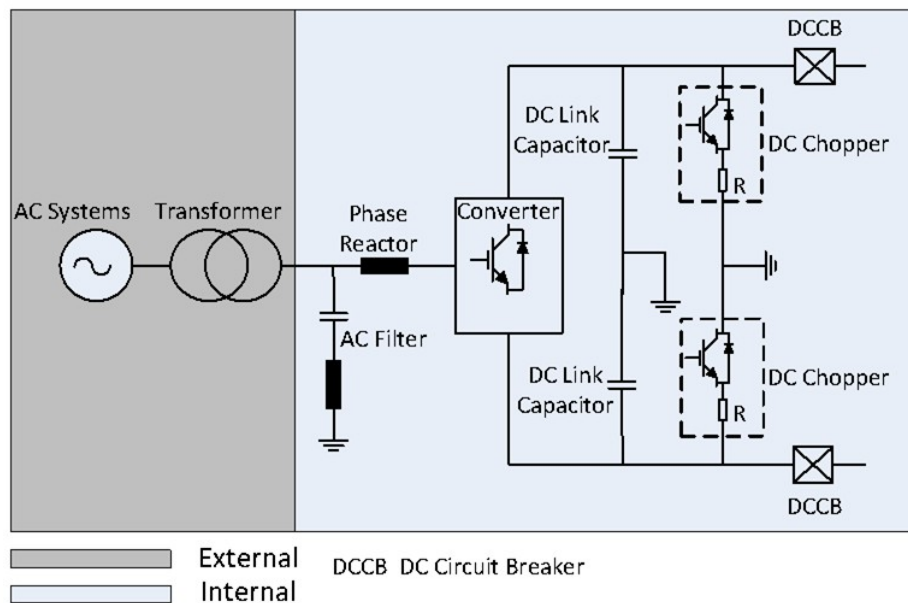 DCCB
DC Link
Capacitor
DC Chopper
R
AC Systems
Transformer
Phase
Reactor
Converter
AC Filter
DC Link
Capacitor
DC Chopper
R
DCCB
External
DCCB DC Circuit Breaker
Internal